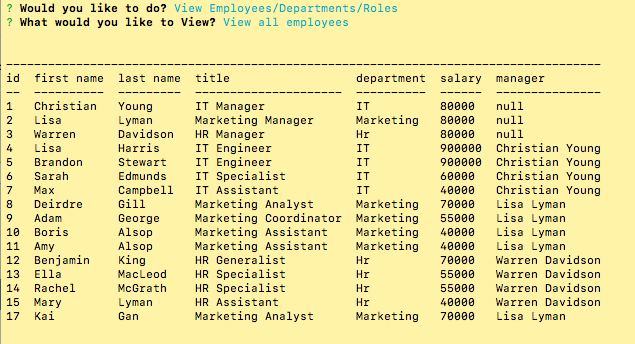 ? Would you like to do? View Employees/Departments/Roles
? What would you like to View? View all employees
id first name last name title department salary manager
1 Christian Young IT Manager IT 80000 null
2 Lisa Lyman Marketing Manager Marketing 80000 null
3 Warren Davidson HR Manager Hr 80000 null
4 Lisa Harris IT Engineer IT 900000 Christian Young
5 Brandon Stewart IT Engineer IT 900000 Christian Young
6 Sarah Edmunds IT Specialist IT 60000 Christian Young
7 Max Campbell IT Assistant IT 40000 Christian Young
8 Deirdre Gill Marketing Analyst Marketing 70000 Lisa Lyman
9 Adam George Marketing Coordinator Marketing 55000 Lisa Lyman
10 Boris Alsop Marketing Assistant Marketing 40000 Lisa Lyman
11 Amy Alsop Marketing Assistant Marketing 40000 Lisa Lyman
12 Benjamin King HR Generalist Hr 70000 Warren Davidson
13 Ella MacLeod HR Specialist Hr 55000 Warren Davidson
14 Rachel McGrath HR Specialist Hr 55000 Warren Davidson
15 Mary Lyman HR Assistant Hr 40000 Warren Davidson
17 Kai Gan Marketing Analyst Marketing 70000 Lisa Lyman